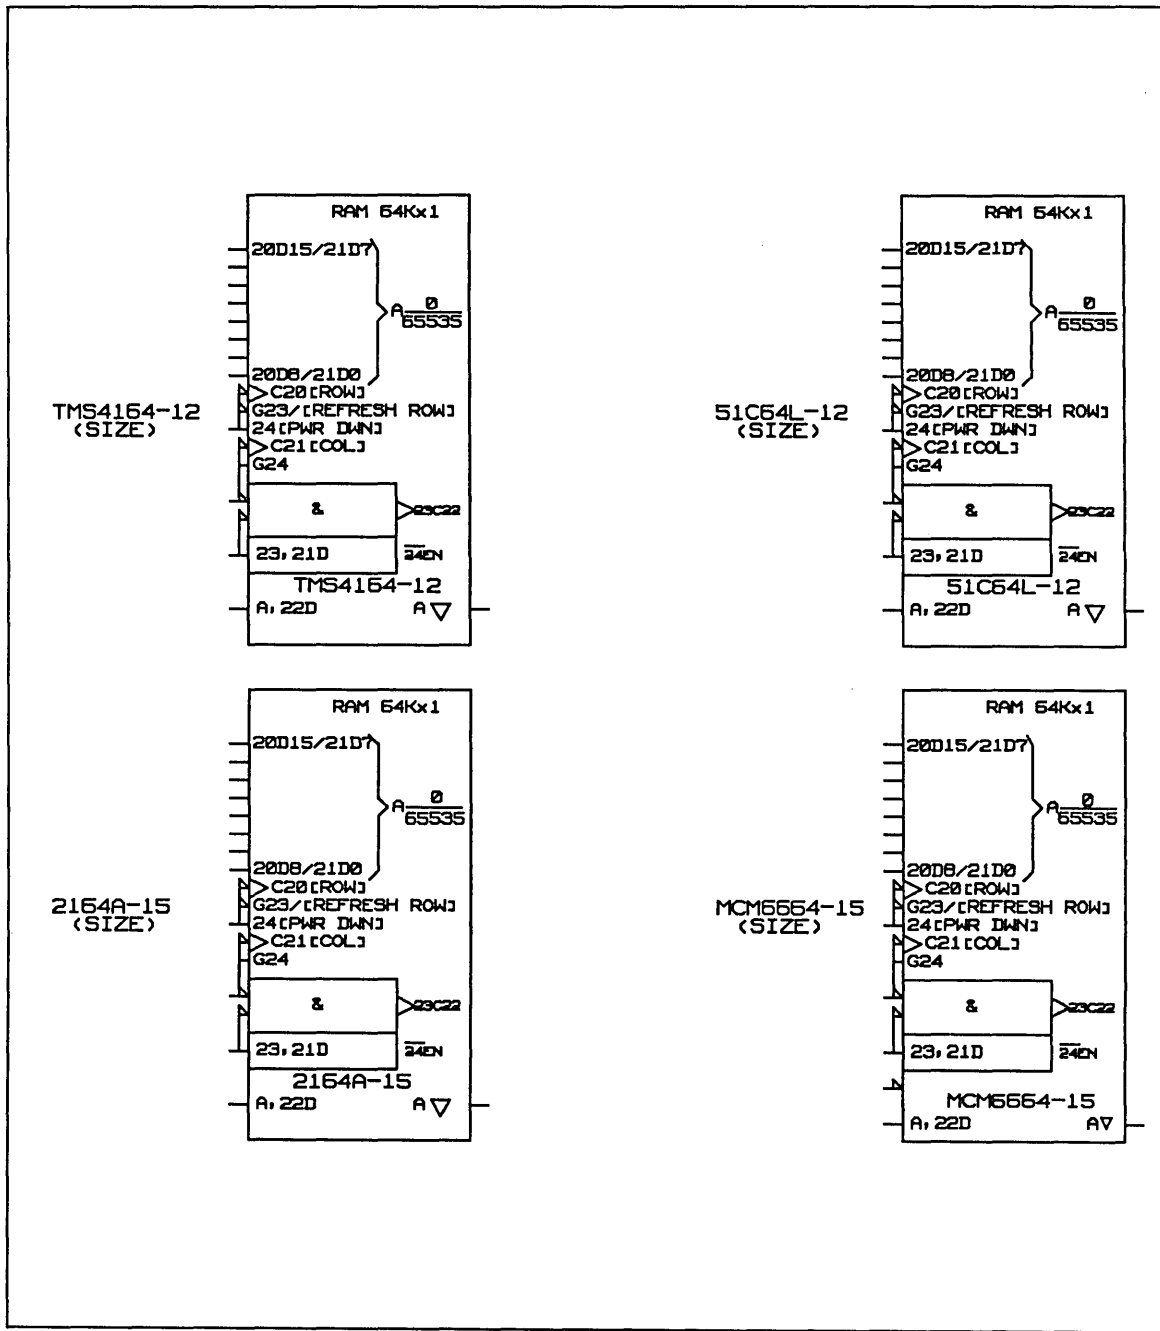 RAM 64Kx1
20D15/21D7
A 0
65535
20D8/21D0
C20[ROW]
G23/[REFRESH ROW]
24[PWR DWN]
C21[COL]
G24
&
23C22
23,21D
24EN
TMS4164-12
A,22D
A
TMS4164-12
(SIZE)
RAM 64Kx1
20D15/21D7
A 0
65535
20D8/21D0
C20[ROW]
G23/[REFRESH ROW]
24[PWR DWN]
C21[COL]
G24
&
23C22
23,21D
24EN
51C64L-12
A,22D
A
51C64L-12
(SIZE)
RAM 64Kx1
20D15/21D7
A 0
65535
20D8/21D0
C20[ROW]
G23/[REFRESH ROW]
24[PWR DWN]
C21[COL]
G24
&
23C22
23,21D
24EN
2164A-15
A,22D
A
2164A-15
(SIZE)
RAM 64Kx1
20D15/21D7
A 0
65535
20D8/21D0
C20[ROW]
G23/[REFRESH ROW]
24[PWR DWN]
C21[COL]
G24
&
23C22
23,21D
24EN
MCM6664-15
A,22D
A
MCM6664-15
(SIZE)